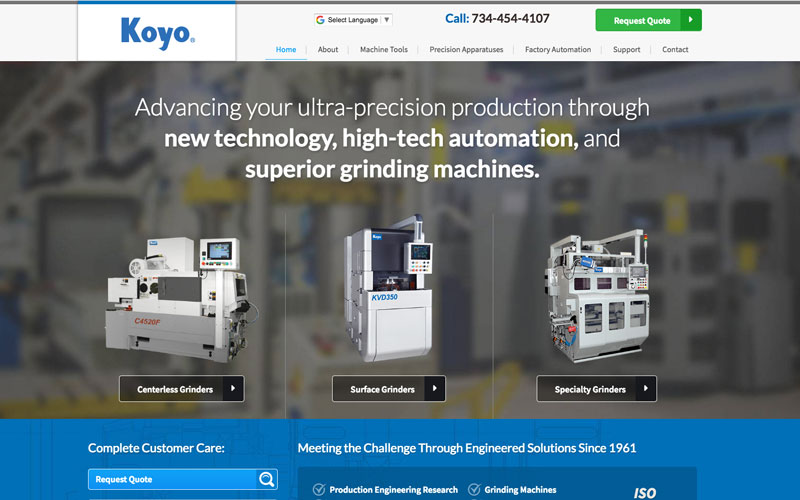 Koyo®
Select Language ▼
Call: 734-454-4107
Request Quote
Home
About
Machine Tools
Precision Apparatuses
Factory Automation
Support
Contact
Advancing your ultra-precision production through
new technology, high-tech automation, and
superior grinding machines.
Koyo
KVD350
Koyo
C4520F
Centerless Grinders
Surface Grinders
Specialty Grinders
Complete Customer Care:
Meeting the Challenge Through Engineered Solutions Since 1961
Request Quote
Production Engineering Research
Grinding Machines
ISO